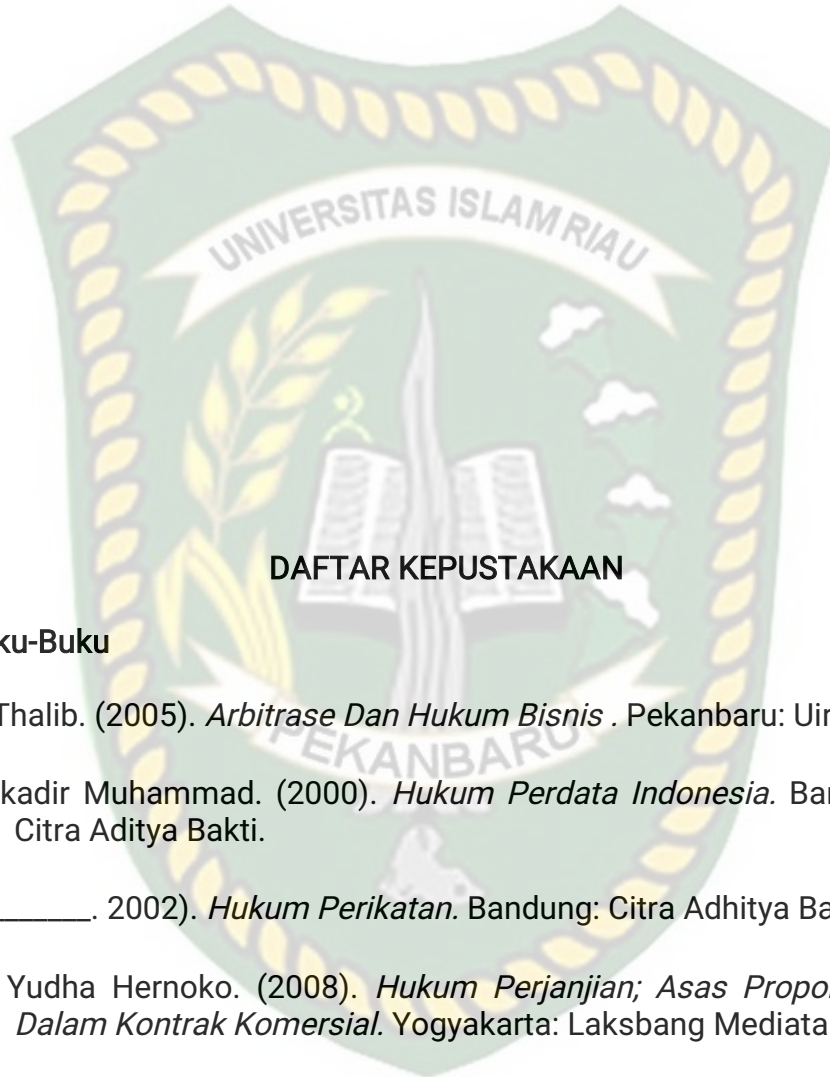 UNIVERSITAS ISLAM RIAU
DAFTAR KEPUSTAKAAN
ku-Buku
Thalib. (2005). Arbitrase Dan Hukum Bisnis . Pekanbaru: Uir
kadir Muhammad. (2000). Hukum Perdata Indonesia. Ban
Citra Aditya Bakti.
_______. 2002). Hukum Perikatan. Bandung: Citra Adhitya Ba
Yudha Hernoko. (2008). Hukum Perjanjian; Asas Propor
Dalam Kontrak Komersial. Yogyakarta: Laksbang Mediata
PEKANBARU